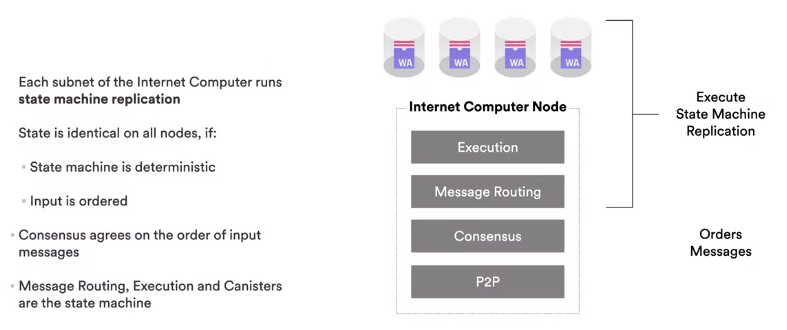 Each subnet of the Internet Computer runs
state machine replication
State is identical on all nodes, if:
State machine is deterministic
Input is ordered
Consensus agrees on the order of input
messages
Message Routing, Execution and Canisters
are the state machine
WA WA WA WA
Internet Computer Node
Execution
Message Routing
Consensus
P2P
Execute
State Machine
Replication
Orders
Messages